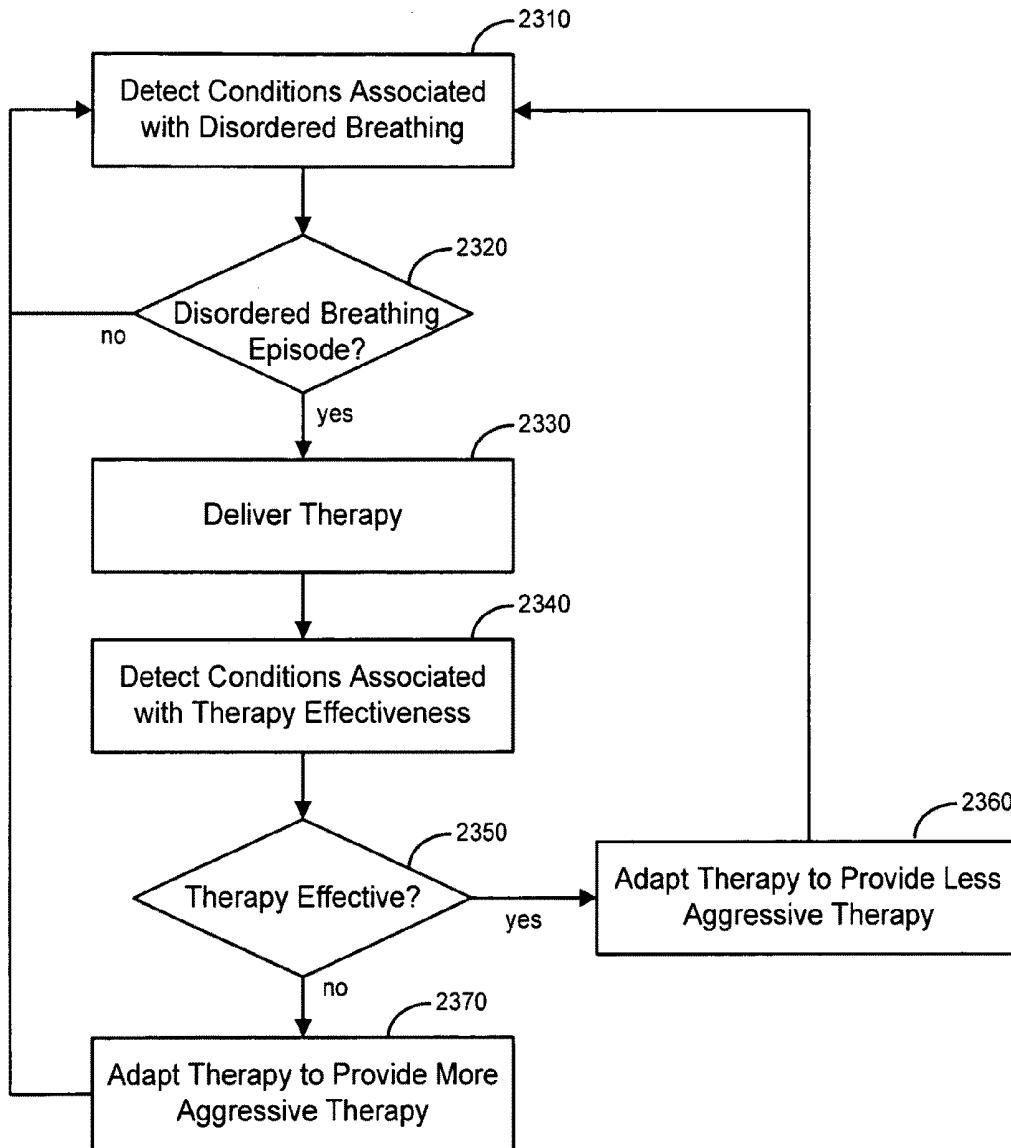 2310
Detect Conditions Associated
with Disordered Breathing
2320
Disordered Breathing
Episode?
no
yes
2330
Deliver Therapy
2340
Detect Conditions Associated
with Therapy Effectiveness
2350
Therapy Effective?
yes
no
2360
Adapt Therapy to Provide Less
Aggressive Therapy
2370
Adapt Therapy to Provide More
Aggressive Therapy